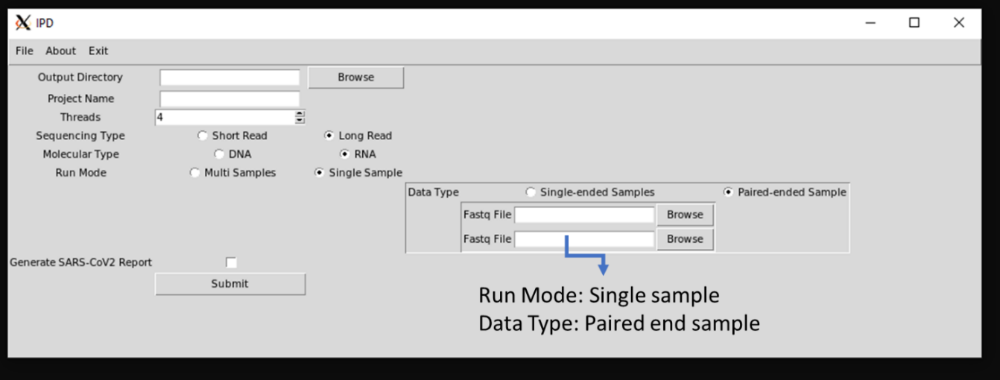 IPD
File About Exit
Output Directory Browse
Project Name
Threads 4
Sequencing Type Short Read Long Read
Molecular Type DNA RNA
Run Mode Multi Samples Single Sample
Data Type Single-ended Samples Paired-ended Sample
Fastq File Browse
Fastq File Browse
Generate SARS-CoV2 Report
Submit
Run Mode: Single sample
Data Type: Paired end sample